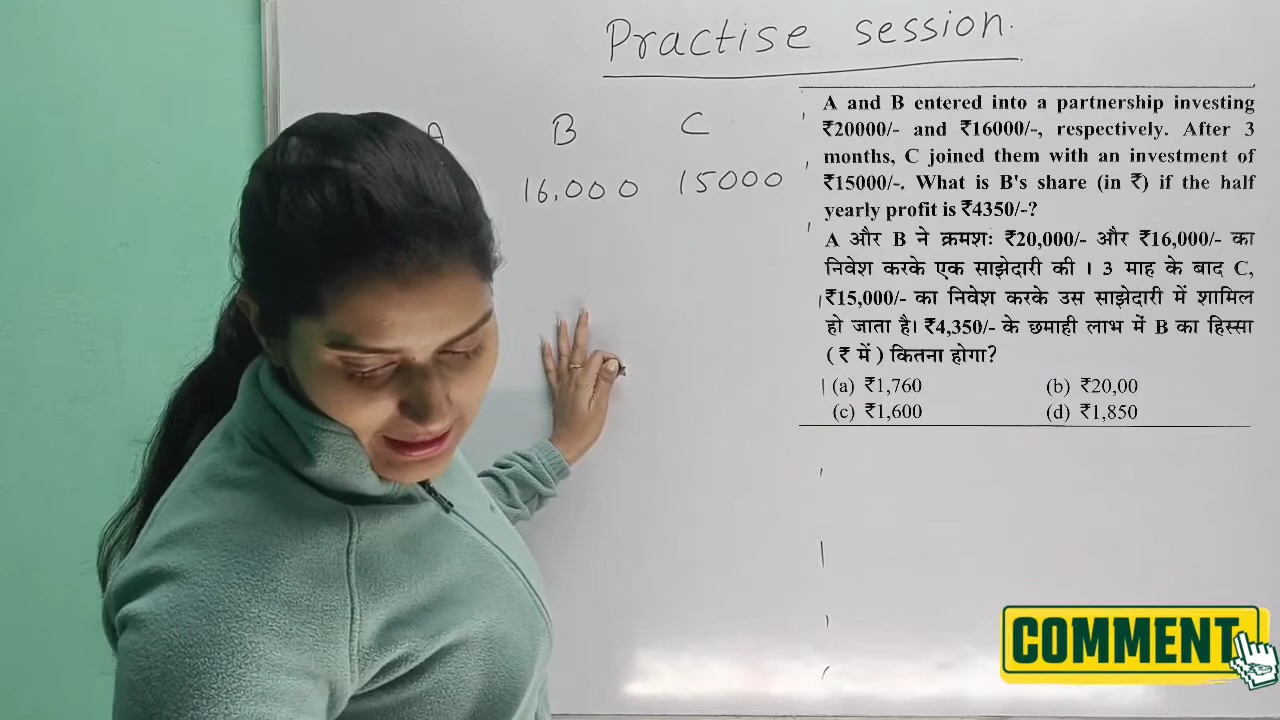 Practise session.
A B C
16,000 15000
A and B entered into a partnership investing
₹20000/- and ₹16000/-, respectively. After 3
months, C joined them with an investment of
₹15000/-. What is B's share (in ₹) if the half
yearly profit is ₹4350/-?
A और B ने क्रमशः ₹20,000/- और ₹16,000/- का
निवेश करके एक साझेदारी की । 3 माह के बाद C,
₹15,000/- का निवेश करके उस साझेदारी में शामिल
हो जाता है। ₹4,350/- के छमाही लाभ में B का हिस्सा
( ₹ में ) कितना होगा?
(a) ₹1,760 (b) ₹20,00
(c) ₹1,600 (d) ₹1,850
COMMENT